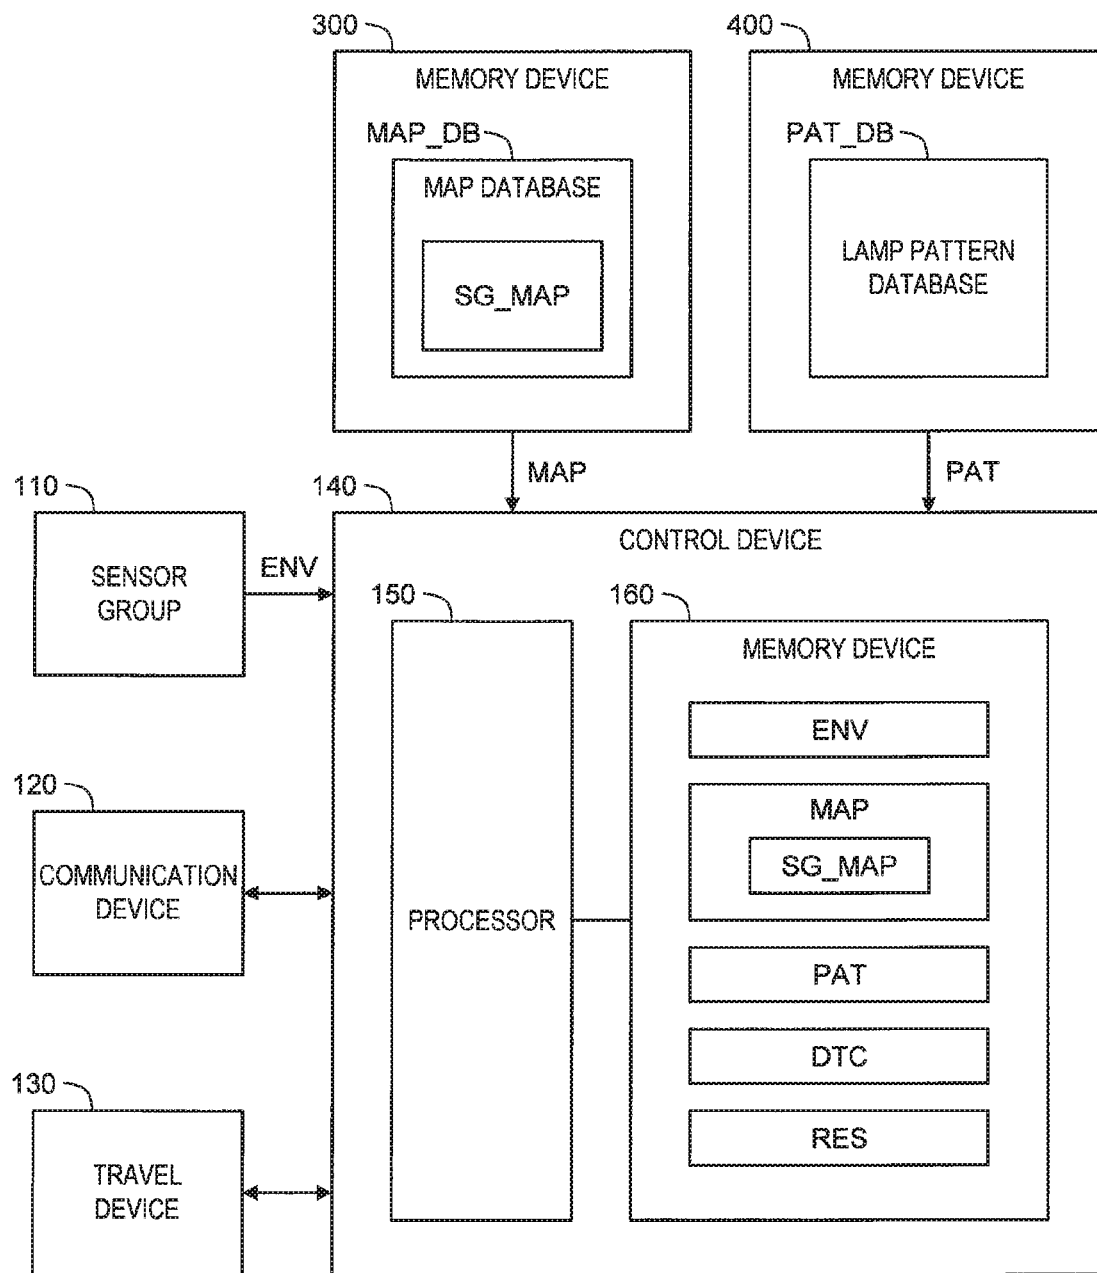 300
400
MEMORY DEVICE
MEMORY DEVICE
MAP_DB
PAT_DB
MAP DATABASE
SG_MAP
LAMP PATTERN
DATABASE
MAP
PAT
110
140
SENSOR
GROUP
ENV
CONTROL DEVICE
150
160
PROCESSOR
MEMORY DEVICE
ENV
MAP
SG_MAP
PAT
DTC
RES
120
COMMUNICATION
DEVICE
130
TRAVEL
DEVICE